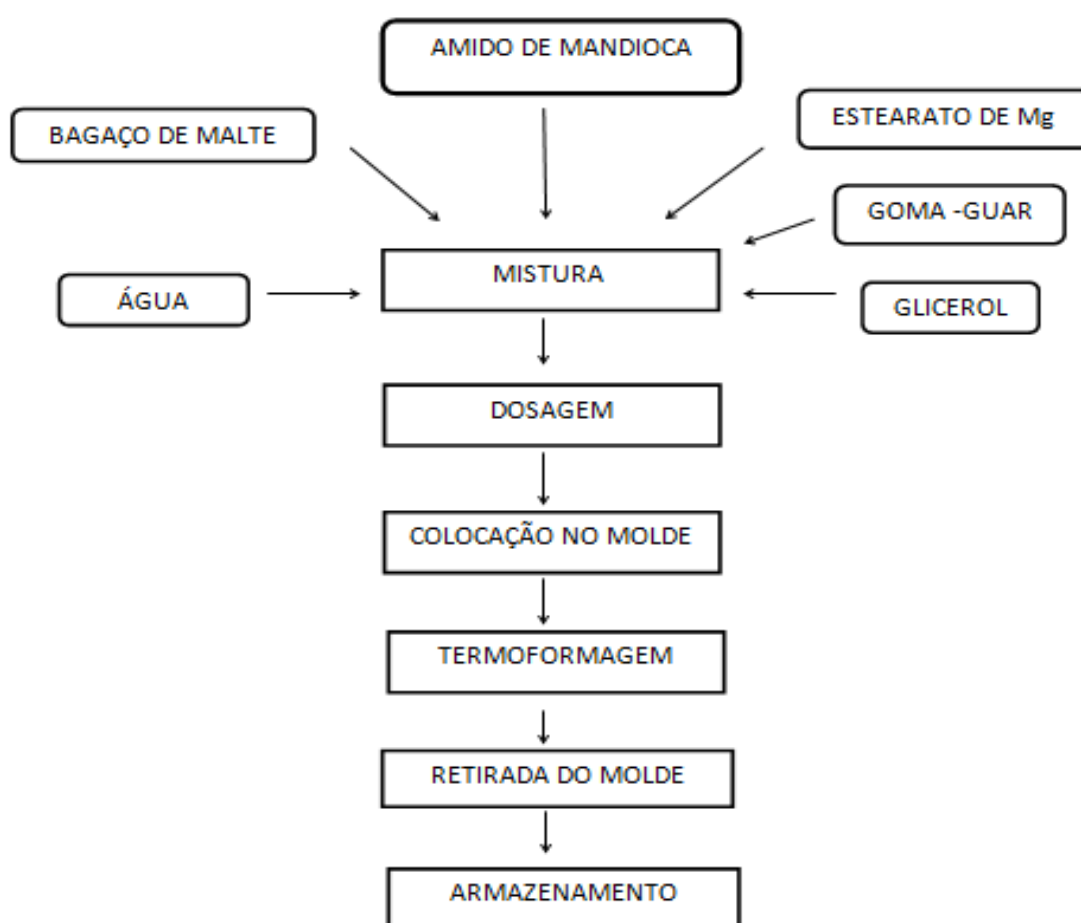 AMIDO DE MANDIOCA
BAGAÇO DE MALTE
ESTEARATO DE Mg
GOMA -GUAR
MISTURA
ÁGUA
GLICEROL
DOSAGEM
COLOCAÇÃO NO MOLDE
TERMOFORMAGEM
RETIRADA DO MOLDE
ARMAZENAMENTO